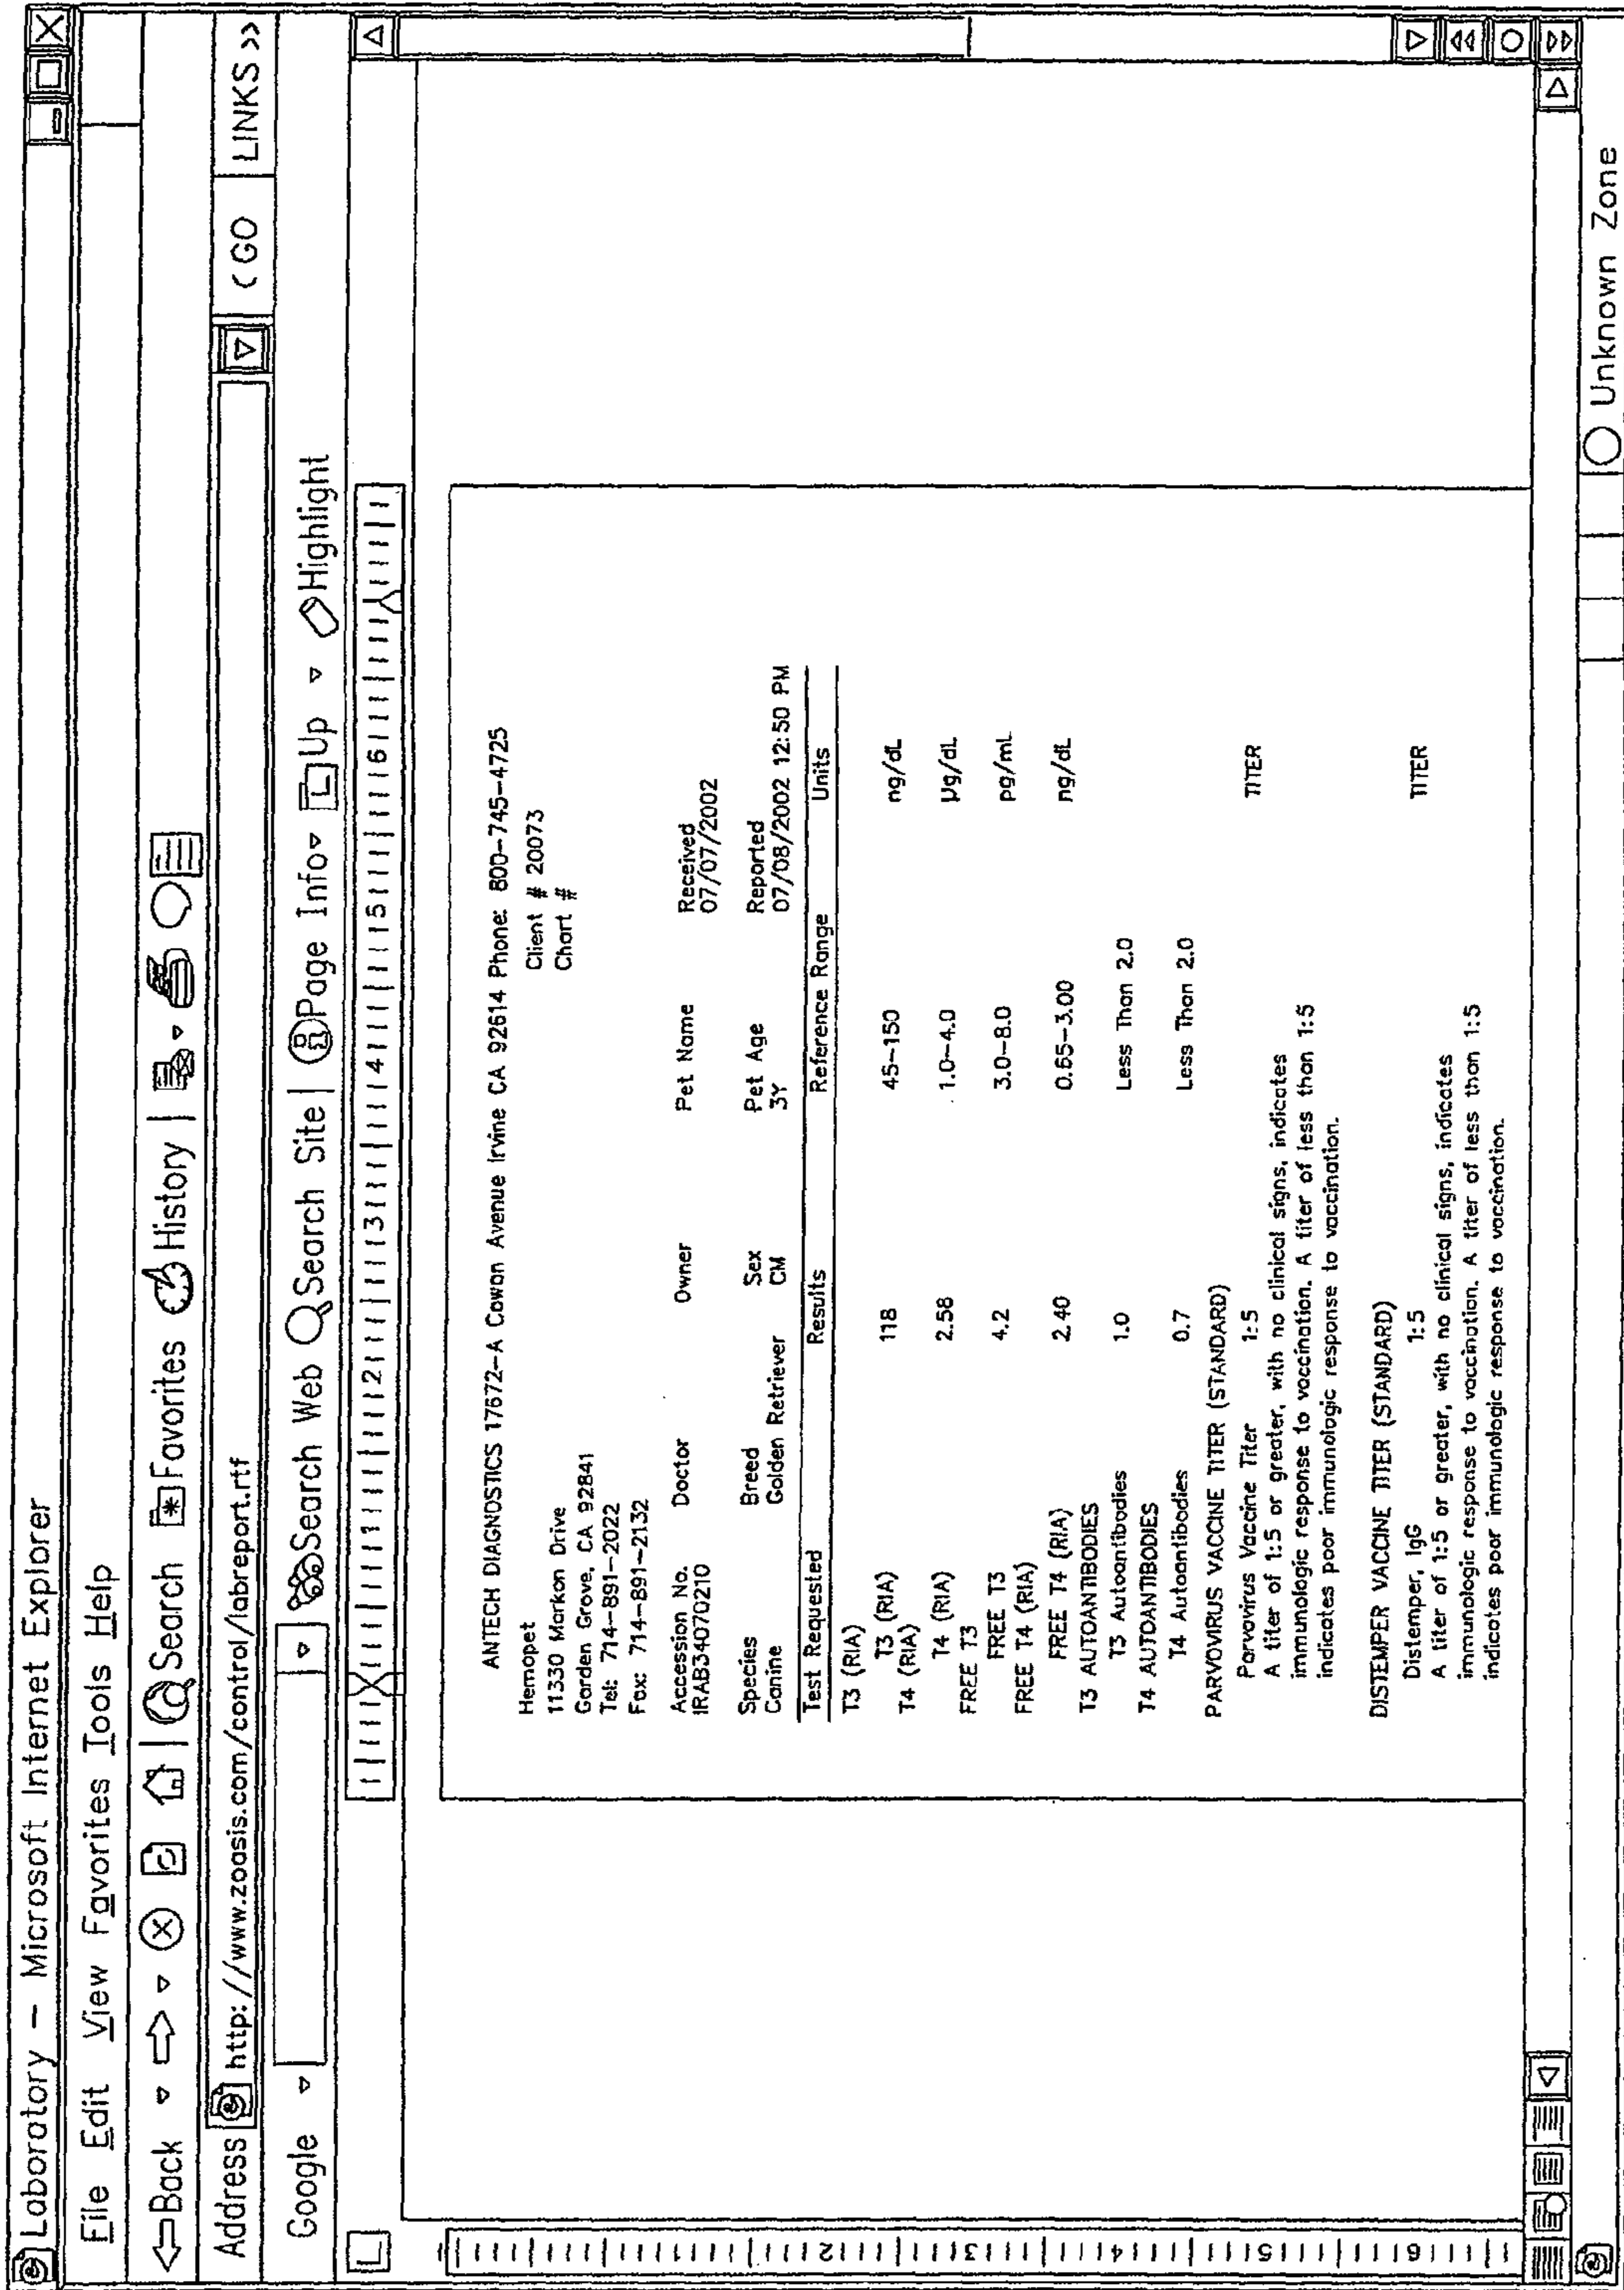 Laboratory – Microsoft Internet Explorer
File Edit View Favorites Tools Help
Back Search Favorites History
Address http://www.zoasis.com/control/labreport.rtf GO LINKS >>
Google Search Web Search Site Page Info Up Highlight
1 2 3 4 5 6
ANTECH DIAGNOSTICS 17672-A Cowan Avenue Irvine CA 92614 Phone: 800-745-4725
Hemopet Client # 20073
11330 Markon Drive Chart #
Garden Grove, CA 92841
Tel: 714-891-2022
Fax: 714-891-2132
Accession No. Doctor Owner Pet Name Received
IRAB34070210 07/07/2002
Species Breed Sex Pet Age Reported
Canine Golden Retriever CM 3Y 07/08/2002 12:50 PM
Test Requested Results Reference Range Units
T3 (RIA)
T3 (RIA) 118 45-150 ng/dL
T4 (RIA)
T4 (RIA) 2.58 1.0-4.0 µg/dL
FREE T3
FREE T3 4.2 3.0-8.0 pg/mL
FREE T4 (RIA)
FREE T4 (RIA) 2.40 0.65-3.00 ng/dL
T3 AUTOANTIBODIES
T3 Autoantibodies 1.0 Less Than 2.0
T4 AUTOANTIBODIES
T4 Autoantibodies 0.7 Less Than 2.0
PARVOVIRUS VACCINE TITER (STANDARD)
Parvovirus Vaccine Titer 1:5 TITER
A titer of 1:5 or greater, with no clinical signs, indicates
immunologic response to vaccination. A titer of less than 1:5
indicates poor immunologic response to vaccination.
DISTEMPER VACCINE TITER (STANDARD)
Distemper, IgG 1:5 TITER
A titer of 1:5 or greater, with no clinical signs, indicates
immunologic response to vaccination. A titer of less than 1:5
indicates poor immunologic response to vaccination.
1 2 3 4 5 6
Unknown Zone